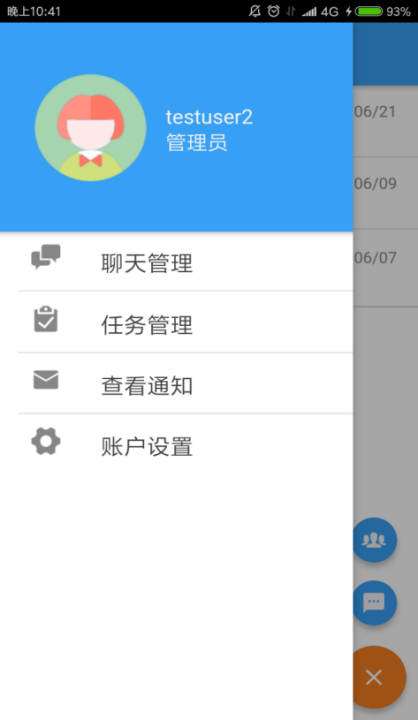 晚上10:41
4G
93%
testuser2
管理员
聊天管理
任务管理
查看通知
账户设置
06/21
06/09
06/07